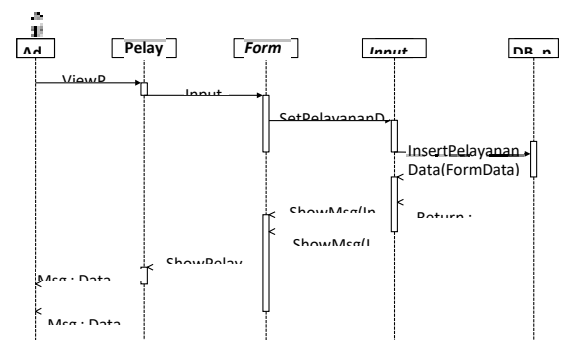 Ad
Pelay
Form
Input
DB_n
ViewP
Input
SetPelayananD
InsertPelayanan
Data(FormData)
ShowMsg(In
Return :
ShowMsg(I
ShowPelay
Msg : Data
Msg : Data